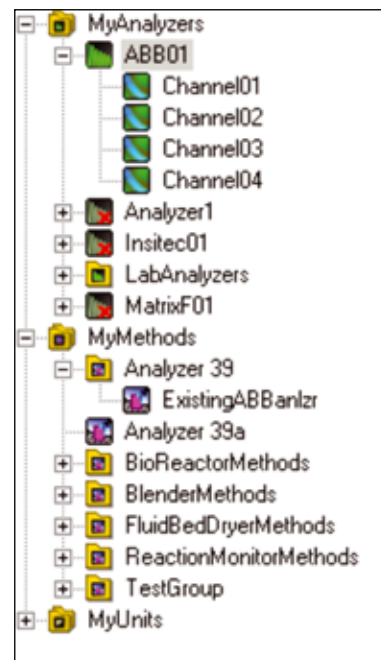 MyAnalyzers
ABB01
Channel01
Channel02
Channel03
Channel04
Analyzer1
Insitec01
LabAnalyzers
MatrixF01
MyMethods
Analyzer 39
ExistingABBanlzr
Analyzer 39a
BioReactorMethods
BlenderMethods
FluidBedDryerMethods
ReactionMonitorMethods
TestGroup
MyUnits